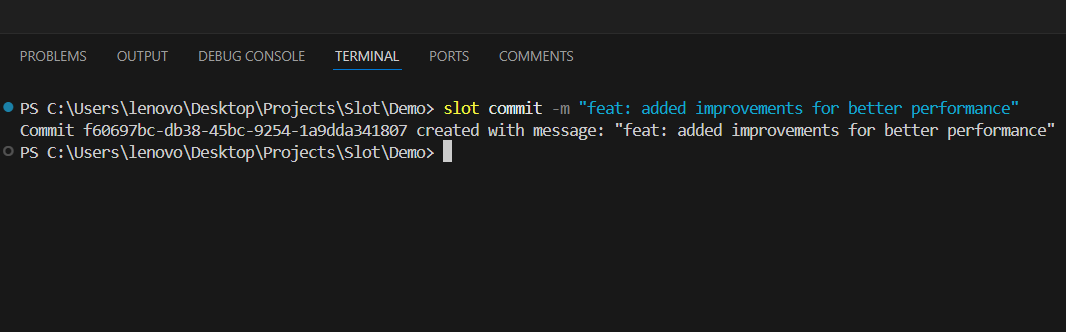 PROBLEMS OUTPUT DEBUG CONSOLE TERMINAL PORTS COMMENTS
PS C:\Users\lenovo\Desktop\Projects\Slot\Demo> slot commit -m "feat: added improvements for better performance"
Commit f60697bc-db38-45bc-9254-1a9dda341807 created with message: "feat: added improvements for better performance"
PS C:\Users\lenovo\Desktop\Projects\Slot\Demo>